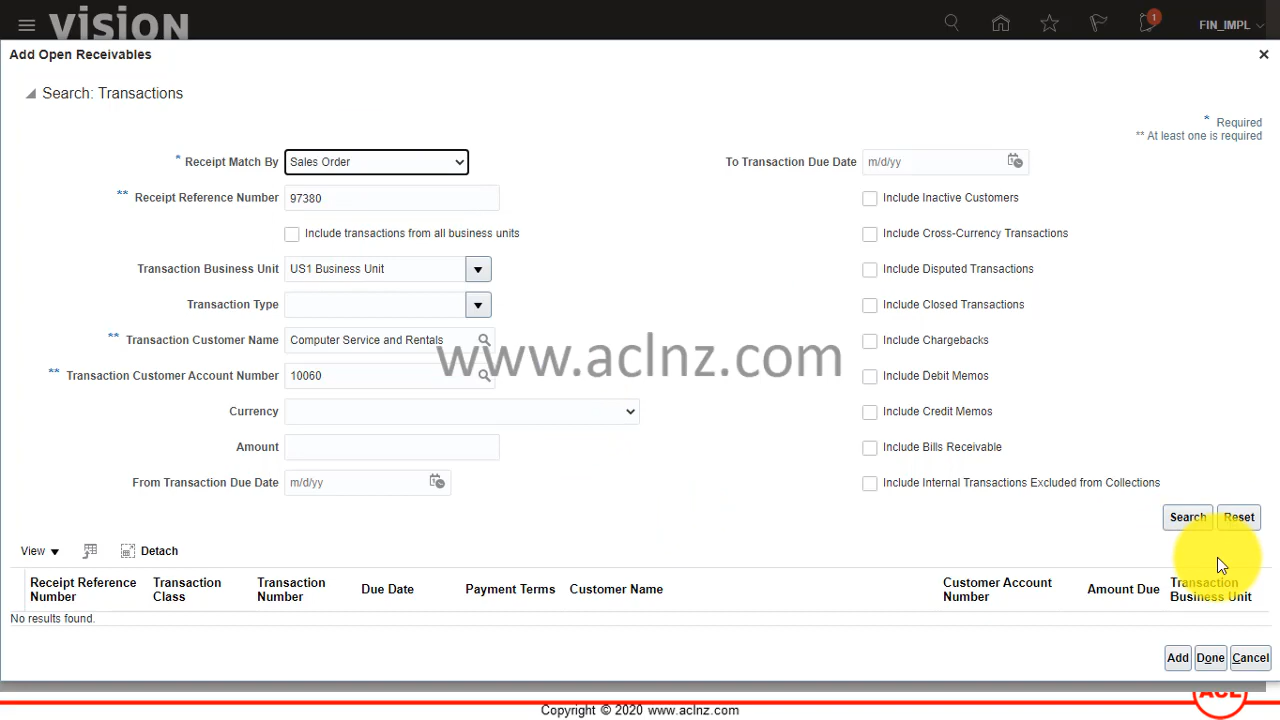 VISION
1
FIN_IMPL
Add Open Receivables
Search: Transactions
* Required
** At least one is required
* Receipt Match By Sales Order
To Transaction Due Date m/d/yy
** Receipt Reference Number 97380
Include Inactive Customers
Include transactions from all business units
Include Cross-Currency Transactions
Transaction Business Unit US1 Business Unit
Include Disputed Transactions
Transaction Type
Include Closed Transactions
** Transaction Customer Name Computer Service and Rentals
Include Chargebacks
www.aclnz.com
** Transaction Customer Account Number 10060
Include Debit Memos
Currency
Include Credit Memos
Amount
Include Bills Receivable
From Transaction Due Date m/d/yy
Include Internal Transactions Excluded from Collections
Search Reset
View Detach
Receipt Reference Number
Transaction Class
Transaction Number
Due Date
Payment Terms
Customer Name
Customer Account Number
Amount Due
Transaction Business Unit
No results found.
Add Done Cancel
ACL
Copyright © 2020 www.aclnz.com